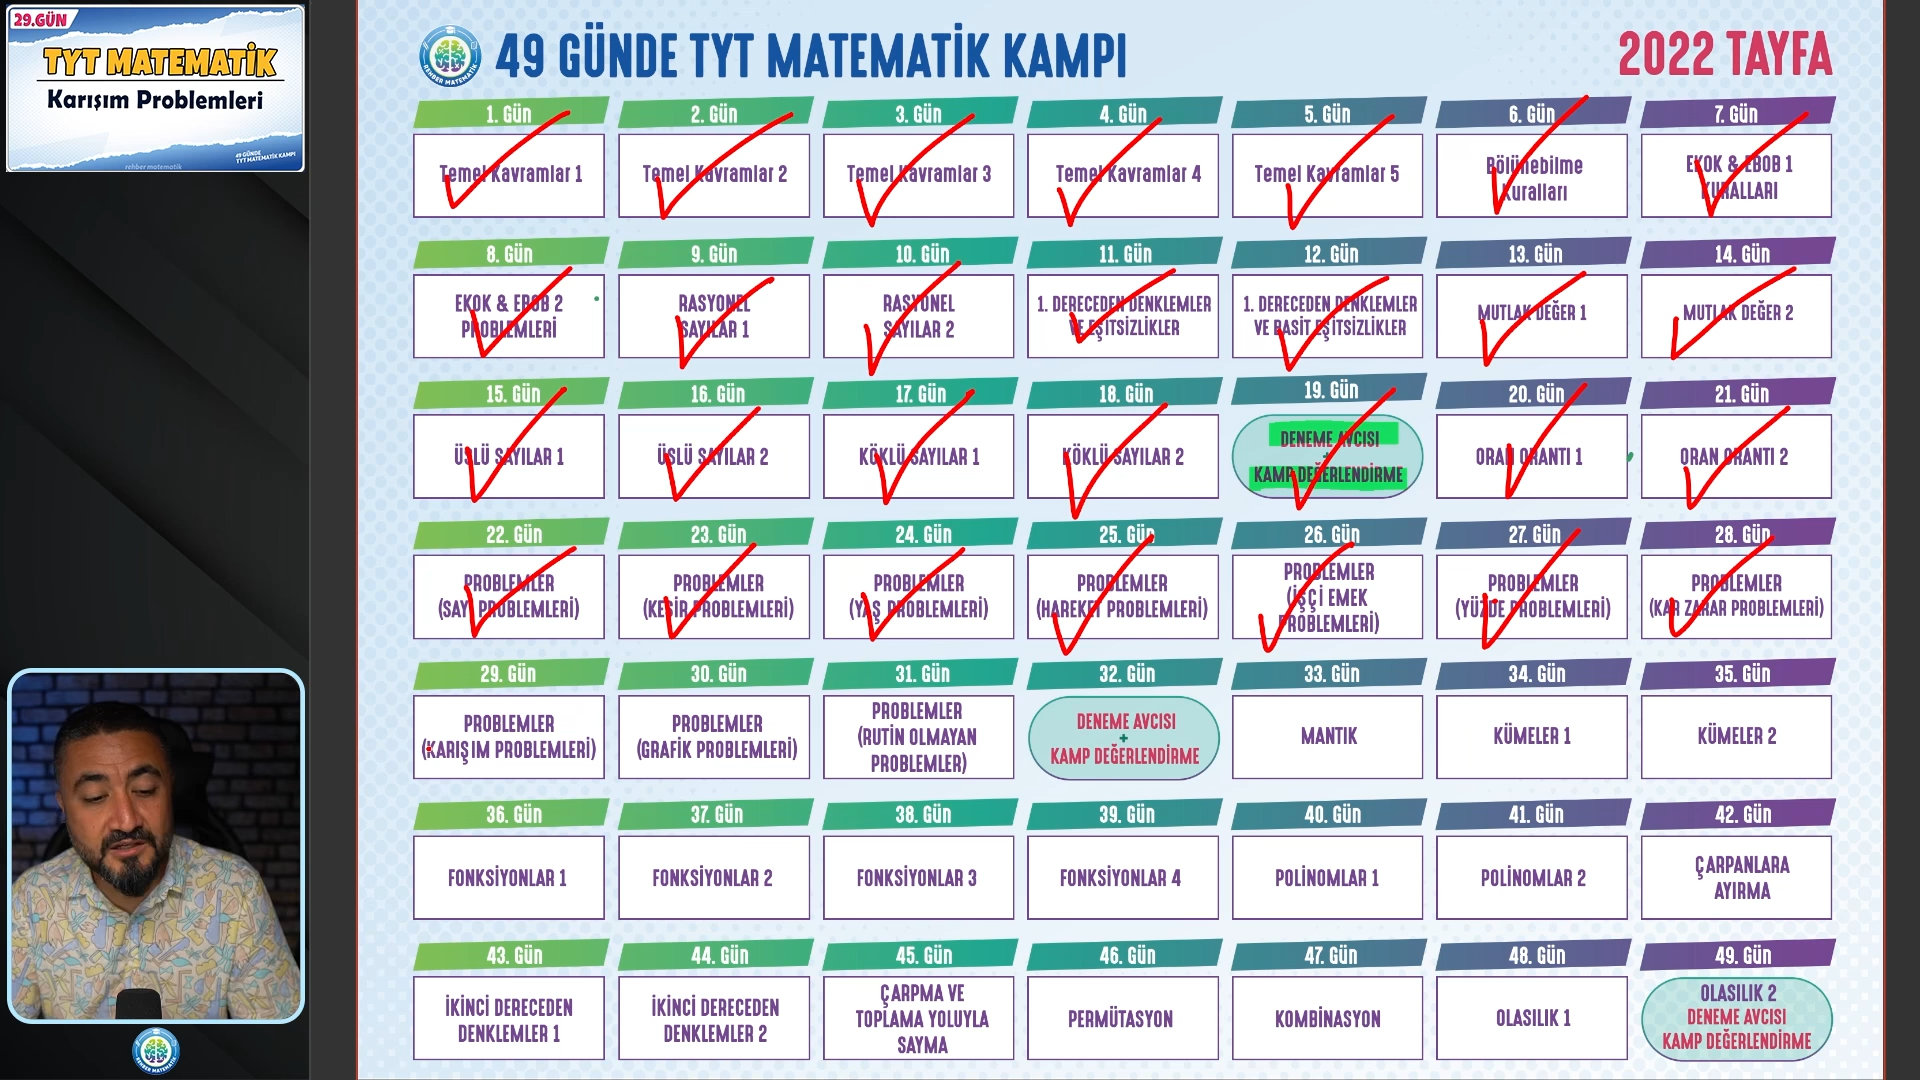 29.GÜN
TYT MATEMATİK
Karışım Problemleri
rehber matematik
49 GÜNDE
TYT MATEMATİK KAMPI
REHBER MATEMATİK
49 GÜNDE TYT MATEMATİK KAMPI
2022 TAYFA
1. Gün
Temel Kavramlar 1
2. Gün
Temel Kavramlar 2
3. Gün
Temel Kavramlar 3
4. Gün
Temel Kavramlar 4
5. Gün
Temel Kavramlar 5
6. Gün
Bölünebilme
Kuralları
7. Gün
EKOK & EBOB 1
KURALLARI
8. Gün
EKOK & EBOB 2
PROBLEMLERİ
9. Gün
RASYONEL
SAYILAR 1
10. Gün
RASYONEL
SAYILAR 2
11. Gün
1. DERECEDEN DENKLEMLER
VE EŞİTSİZLİKLER
12. Gün
1. DERECEDEN DENKLEMLER
VE BASİT EŞİTSİZLİKLER
13. Gün
MUTLAK DEĞER 1
14. Gün
MUTLAK DEĞER 2
15. Gün
ÜSLÜ SAYILAR 1
16. Gün
ÜSLÜ SAYILAR 2
17. Gün
KÖKLÜ SAYILAR 1
18. Gün
KÖKLÜ SAYILAR 2
19. Gün
DENEME AVCISI
+
KAMP DEĞERLENDİRME
20. Gün
ORAN ORANTI 1
21. Gün
ORAN ORANTI 2
22. Gün
PROBLEMLER
(SAYI PROBLEMLERİ)
23. Gün
PROBLEMLER
(KESİR PROBLEMLERİ)
24. Gün
PROBLEMLER
(YAŞ PROBLEMLERİ)
25. Gün
PROBLEMLER
(HAREKET PROBLEMLERİ)
26. Gün
PROBLEMLER
(İŞÇİ EMEK
PROBLEMLERİ)
27. Gün
PROBLEMLER
(YÜZDE PROBLEMLERİ)
28. Gün
PROBLEMLER
(KAR ZARAR PROBLEMLERİ)
29. Gün
PROBLEMLER
(KARIŞIM PROBLEMLERİ)
30. Gün
PROBLEMLER
(GRAFİK PROBLEMLERİ)
31. Gün
PROBLEMLER
(RUTİN OLMAYAN
PROBLEMLER)
32. Gün
DENEME AVCISI
+
KAMP DEĞERLENDİRME
33. Gün
MANTIK
34. Gün
KÜMELER 1
35. Gün
KÜMELER 2
36. Gün
FONKSİYONLAR 1
37. Gün
FONKSİYONLAR 2
38. Gün
FONKSİYONLAR 3
39. Gün
FONKSİYONLAR 4
40. Gün
POLİNOMLAR 1
41. Gün
POLİNOMLAR 2
42. Gün
ÇARPANLARA
AYIRMA
43. Gün
İKİNCİ DERECEDEN
DENKLEMLER 1
44. Gün
İKİNCİ DERECEDEN
DENKLEMLER 2
45. Gün
ÇARPMA VE
TOPLAMA YOLUYLA
SAYMA
46. Gün
PERMÜTASYON
47. Gün
KOMBİNASYON
48. Gün
OLASILIK 1
49. Gün
OLASILIK 2
DENEME AVCISI
KAMP DEĞERLENDİRME
REHBER MATEMATİK